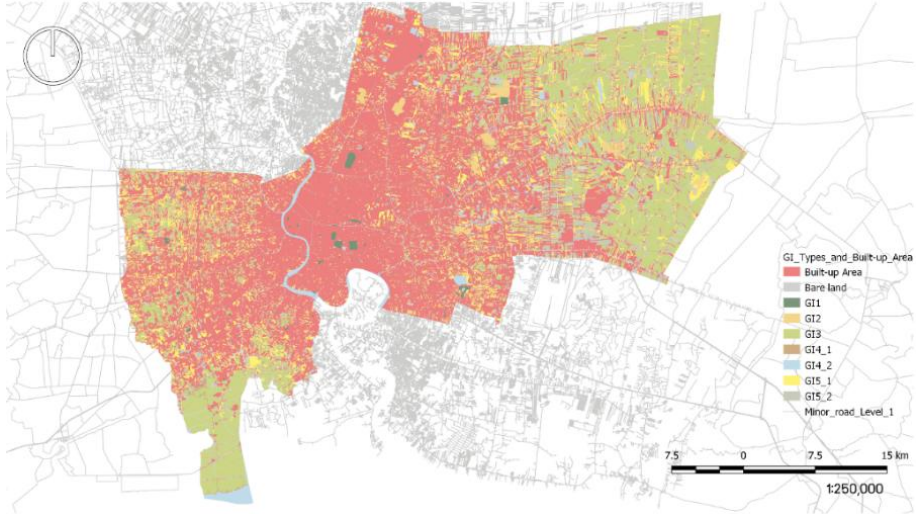 GI_Types_and_Built-up_Area
Built-up Area
Bare land
GI1
GI2
GI3
GI4_1
GI4_2
GI5_1
GI5_2
Minor_road_Level_1
7.5 0 7.5 15 km
1:250,000